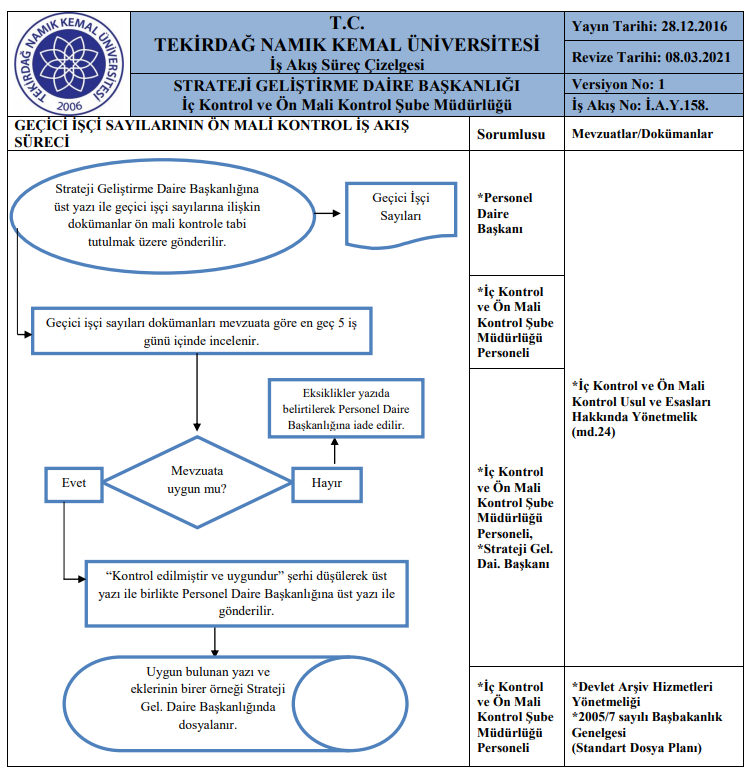 TEKİRDAĞ NAMIK KEMAL ÜNİVERSİTESİ
2006
T.C.
TEKİRDAĞ NAMIK KEMAL ÜNİVERSİTESİ
İş Akış Süreç Çizelgesi
STRATEJİ GELİŞTİRME DAİRE BAŞKANLIĞI
İç Kontrol ve Ön Mali Kontrol Şube Müdürlüğü
Yayın Tarihi: 28.12.2016
Revize Tarihi: 08.03.2021
Versiyon No: 1
İş Akış No: İ.A.Y.158.
GEÇİCİ İŞÇİ SAYILARININ ÖN MALİ KONTROL İŞ AKIŞ
SÜRECİ
Sorumlusu
Mevzuatlar/Dokümanlar
Strateji Geliştirme Daire Başkanlığına
üst yazı ile geçici işçi sayılarına ilişkin
dokümanlar ön mali kontrole tabi
tutulmak üzere gönderilir.
Geçici İşçi
Sayıları
*Personel
Daire
Başkanı
Geçici işçi sayıları dokümanları mevzuata göre en geç 5 iş
günü içinde incelenir.
*İç Kontrol
ve Ön Mali
Kontrol Şube
Müdürlüğü
Personeli
Eksiklikler yazıda
belirtilerek Personel Daire
Başkanlığına iade edilir.
Evet
Mevzuata
uygun mu?
Hayır
*İç Kontrol
ve Ön Mali
Kontrol Şube
Müdürlüğü
Personeli,
*Strateji Gel.
Dai. Başkanı
*İç Kontrol ve Ön Mali
Kontrol Usul ve Esasları
Hakkında Yönetmelik
(md.24)
“Kontrol edilmiştir ve uygundur” şerhi düşülerek üst
yazı ile birlikte Personel Daire Başkanlığına üst yazı ile
gönderilir.
Uygun bulunan yazı ve
eklerinin birer örneği Strateji
Gel. Daire Başkanlığında
dosyalanır.
*İç Kontrol
ve Ön Mali
Kontrol Şube
Müdürlüğü
Personeli
*Devlet Arşiv Hizmetleri
Yönetmeliği
*2005/7 sayılı Başbakanlık
Genelgesi
(Standart Dosya Planı)